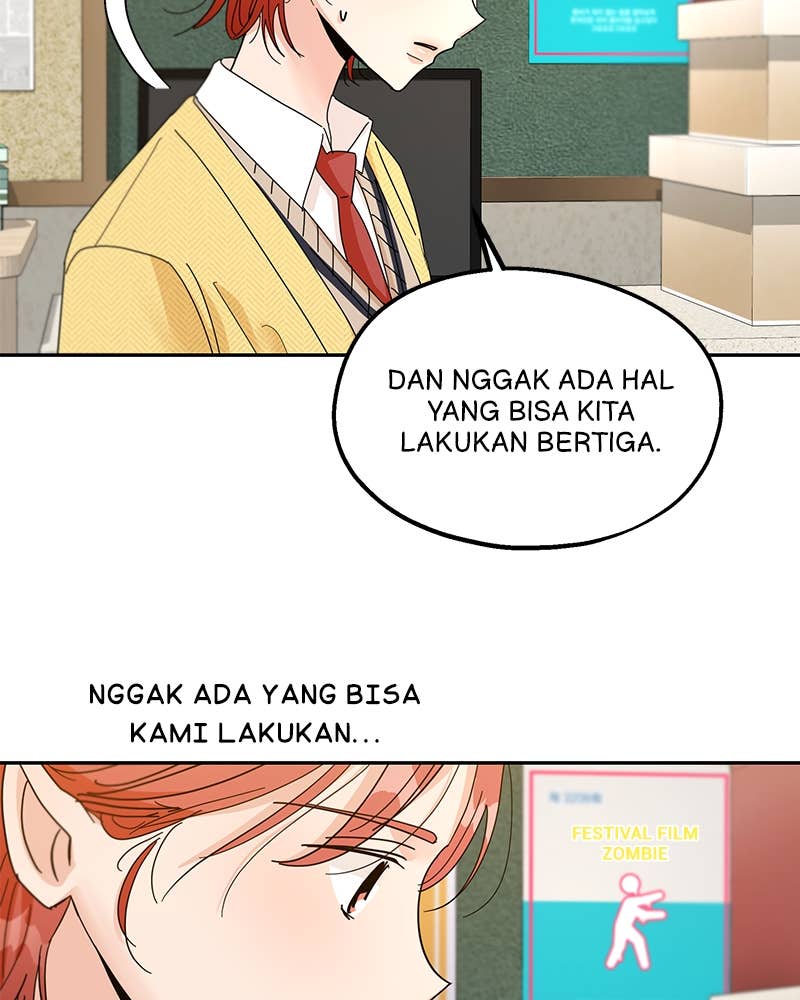 DAN NGGAK ADA HAL
YANG BISA KITA
LAKUKAN BERTIGA.
NGGAK ADA YANG BISA
KAMI LAKUKAN...
FESTIVAL FILM
ZOMBIE